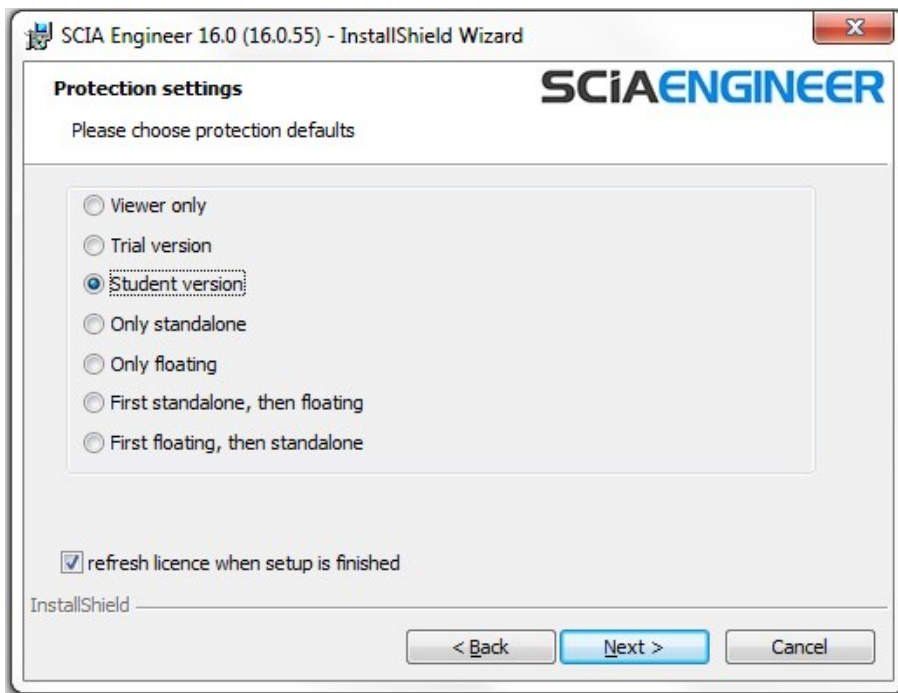 SCIA Engineer 16.0 (16.0.55) - InstallShield Wizard
Protection settings
SCiAENGINEER
Please choose protection defaults
Viewer only
Trial version
Student version
Only standalone
Only floating
First standalone, then floating
First floating, then standalone
refresh licence when setup is finished
InstallShield
< Back
Next >
Cancel